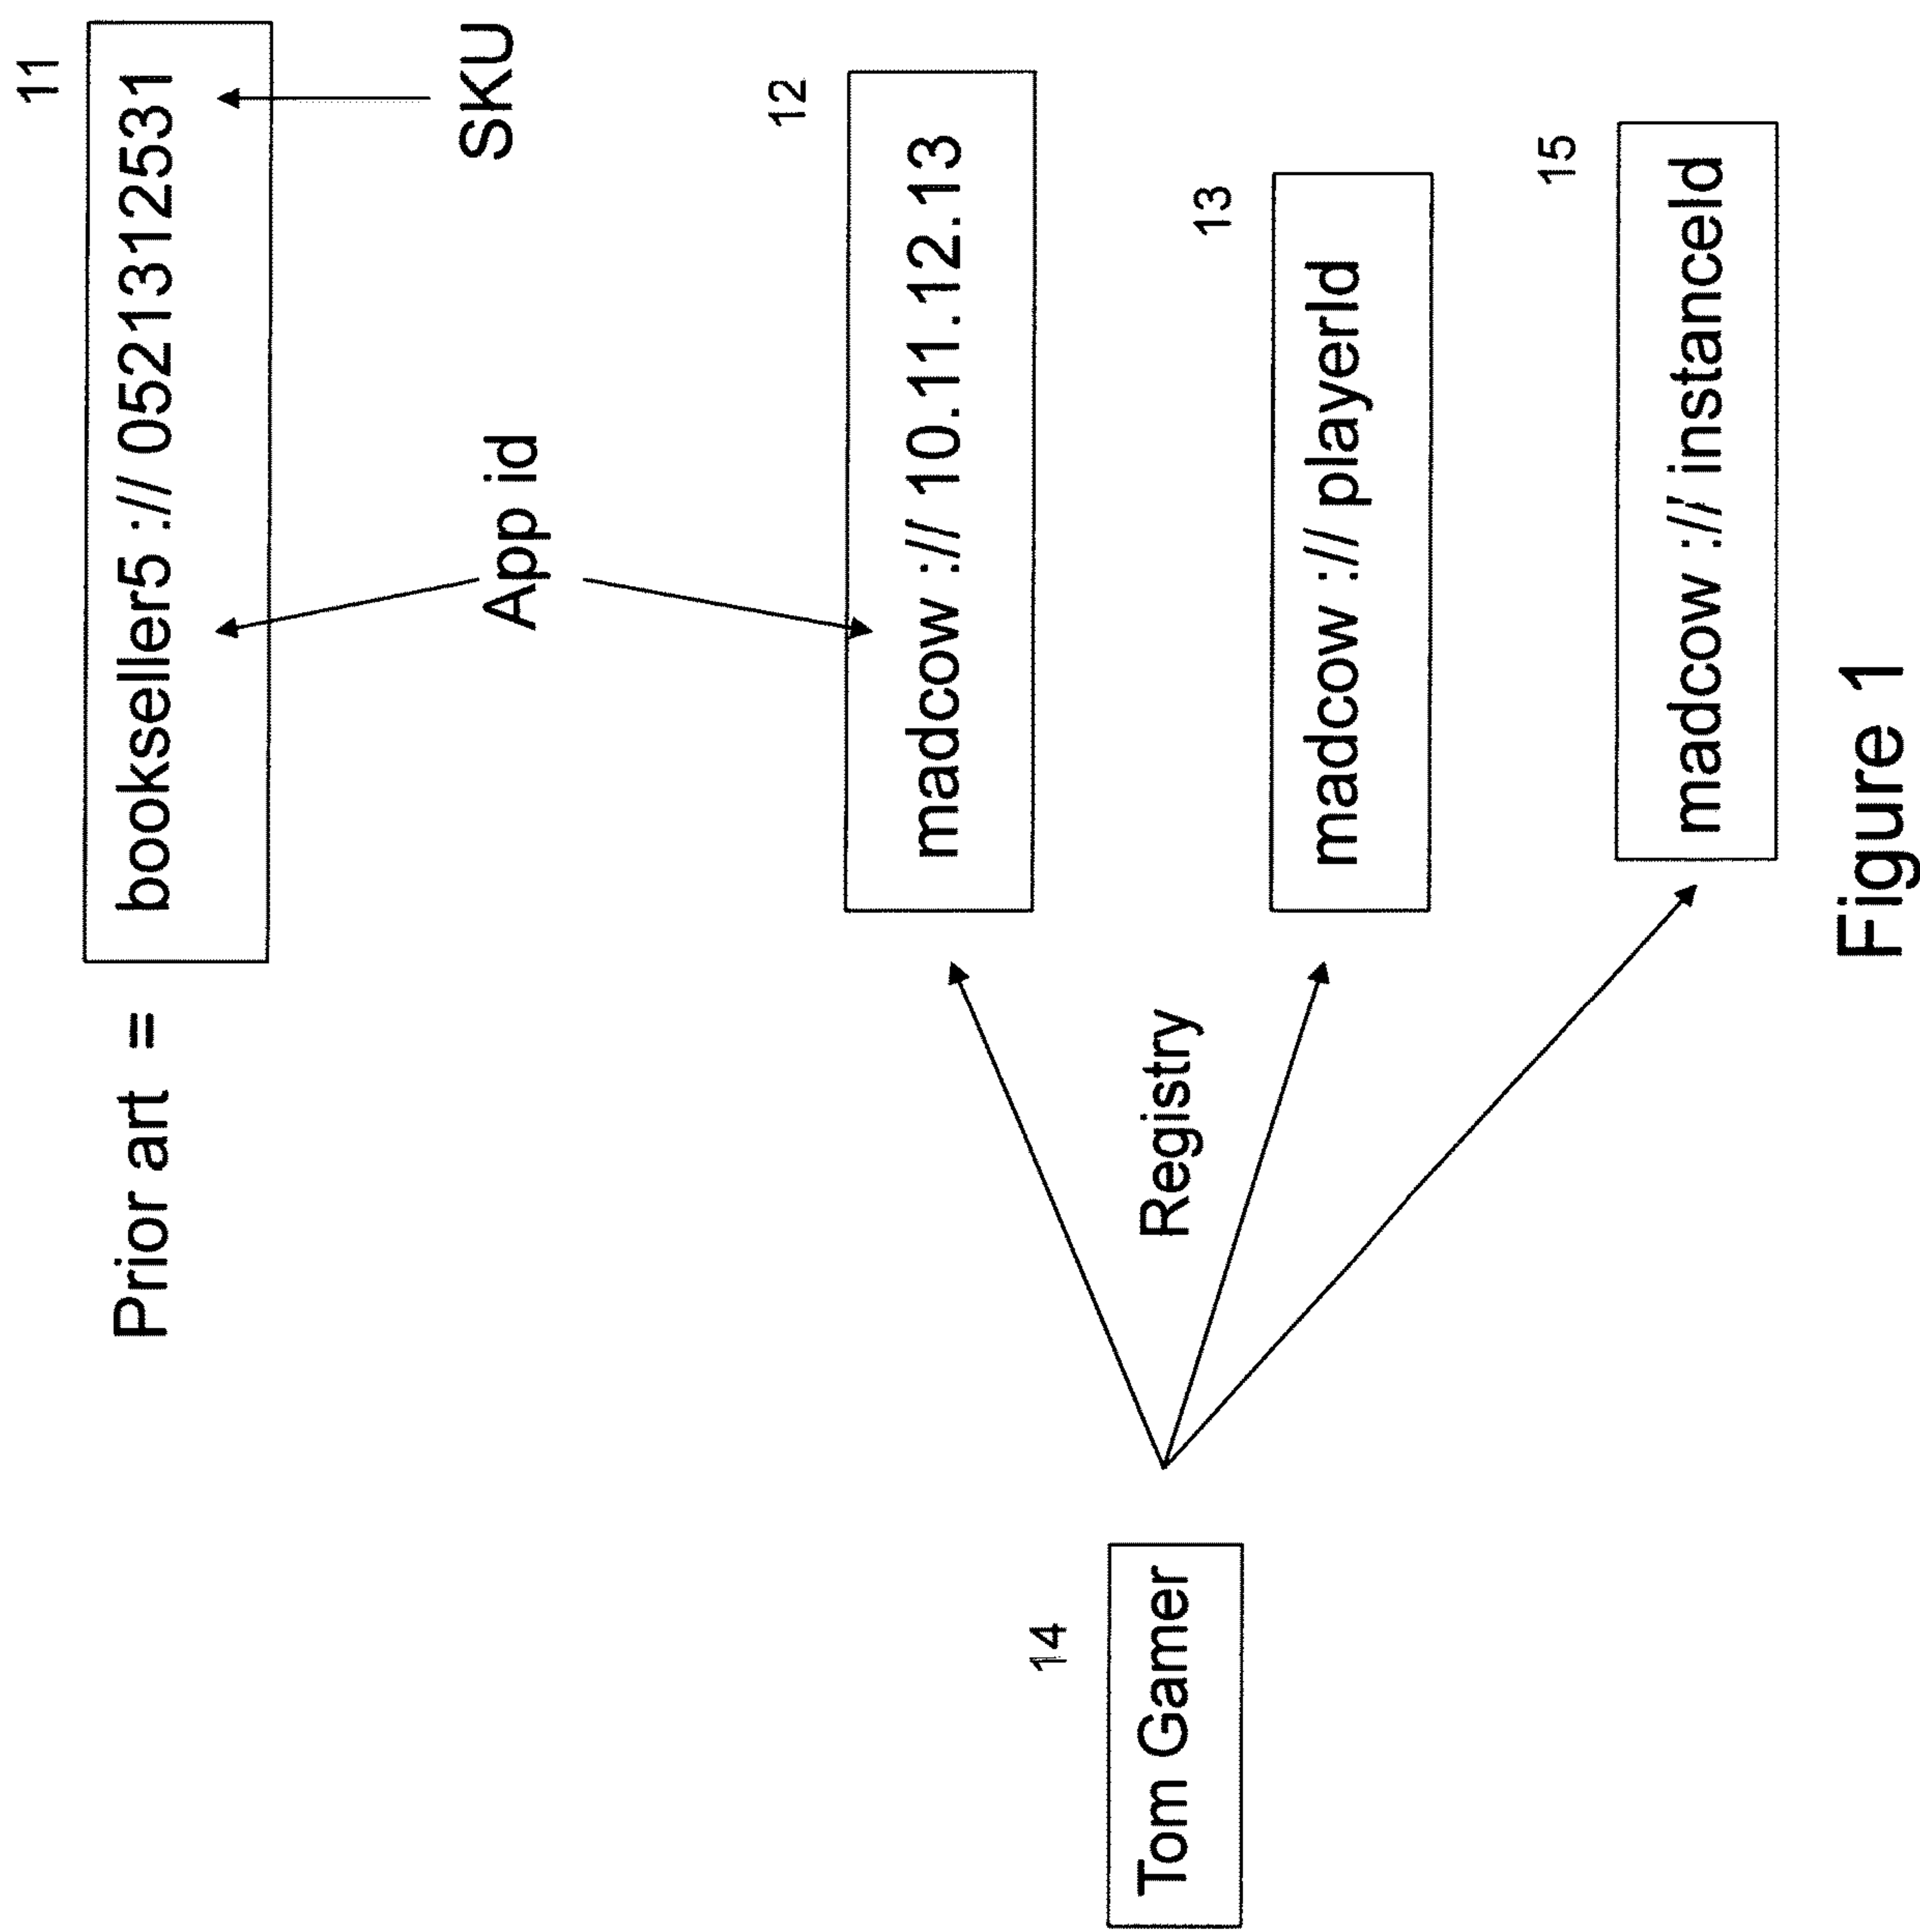 11
Prior art = bookseller5 :// 0521312531
App id
SKU
12
madcow :// 10.11.12.13
14
Tom Gamer
Registry
13
madcow :// playerId
15
madcow :// instanceId
Figure 1